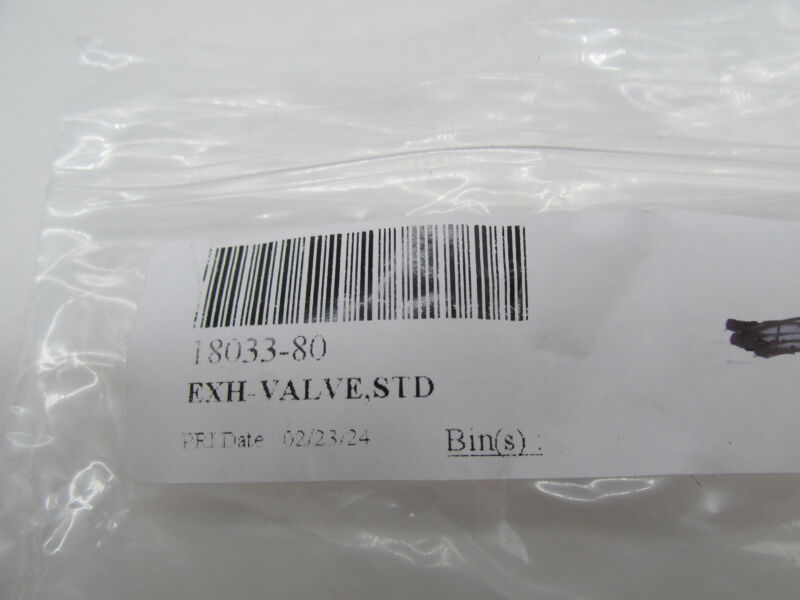 18033-80
EXH-VALVE,STD
PRI Date : 02/23/24
Bin(s) :